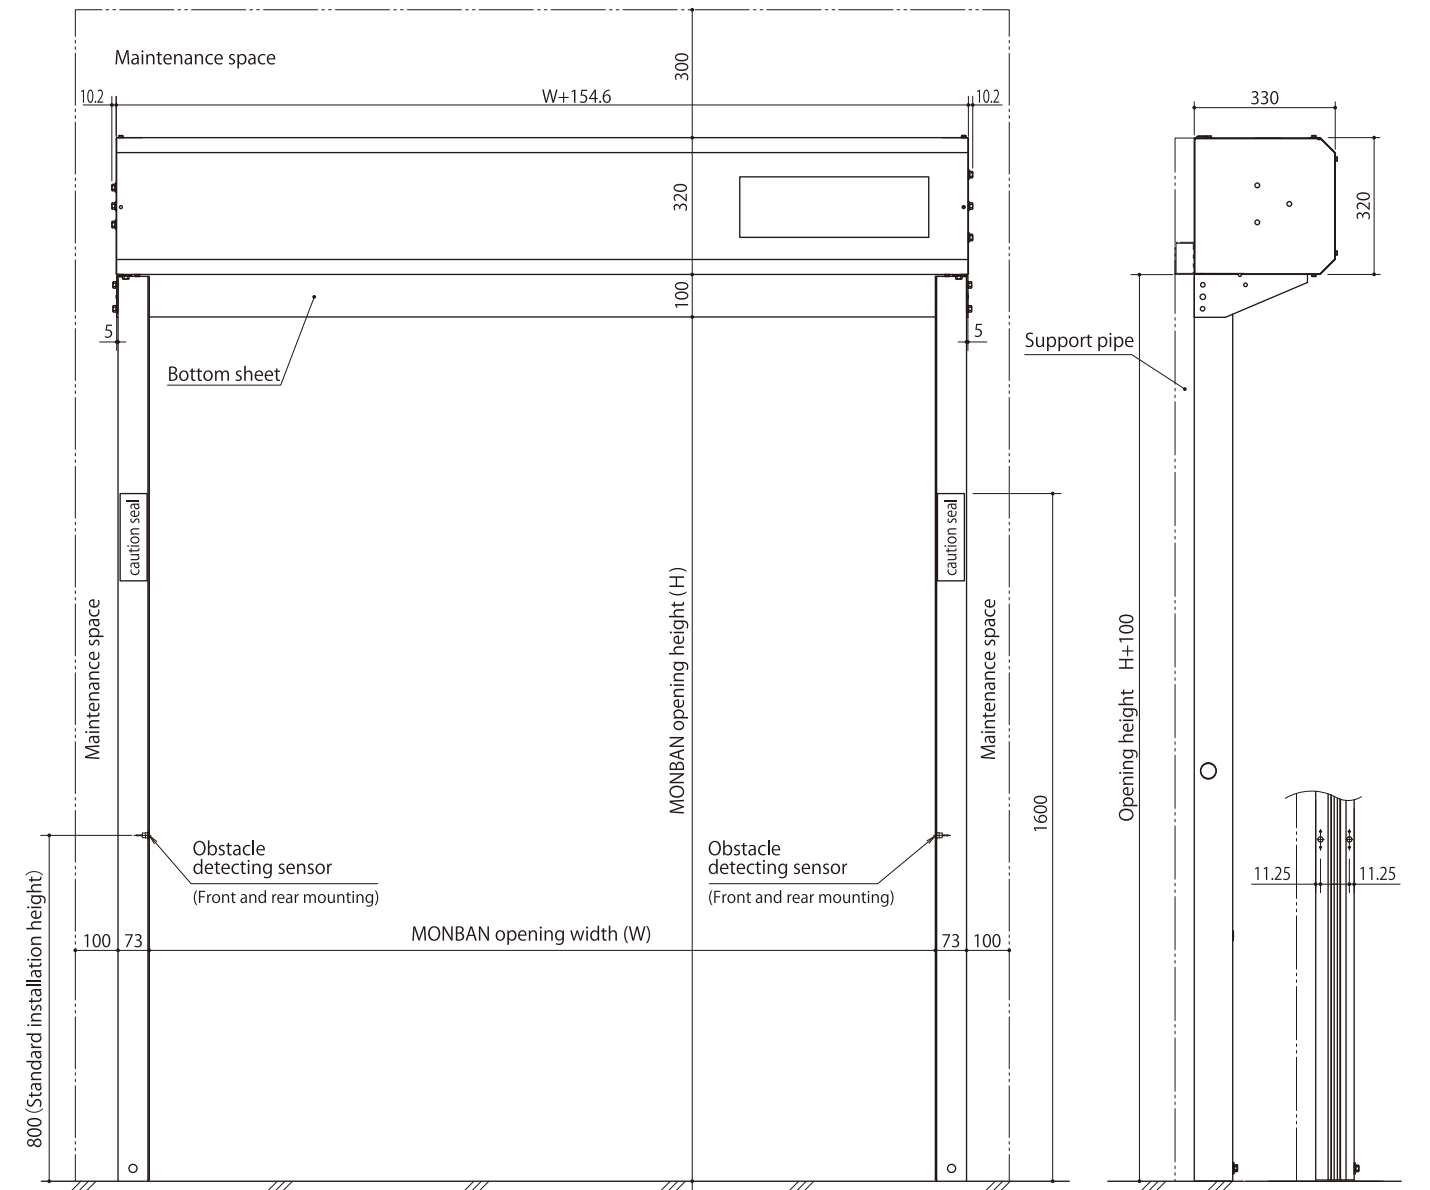 Maintenance space
300
10.2
W+154.6
10.2
330
320
320
100
5
5
Bottom sheet
Support pipe
caution seal
caution seal
Maintenance space
MONBAN opening height (H)
Maintenance space
Opening height H+100
1600
Obstacle
detecting sensor
(Front and rear mounting)
Obstacle
detecting sensor
(Front and rear mounting)
11.25
11.25
800 (Standard installation height)
100
73
MONBAN opening width (W)
73
100